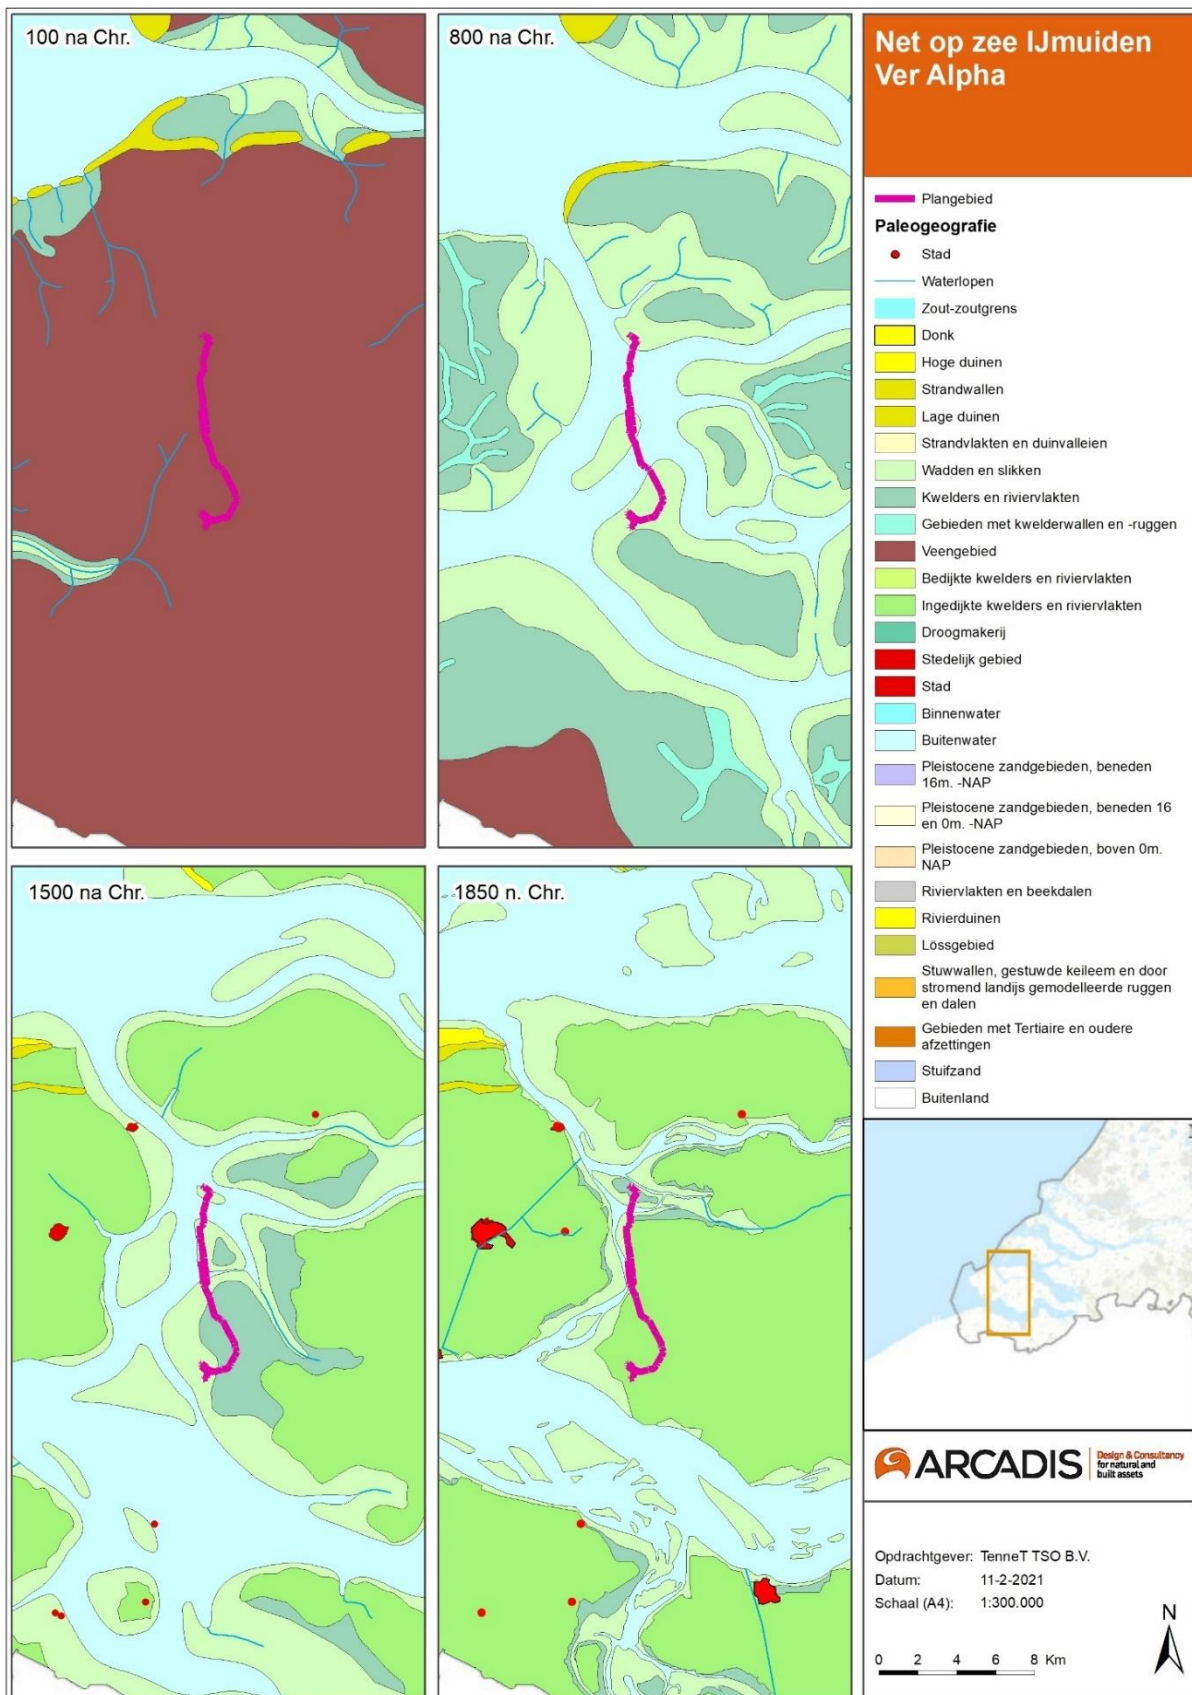 100 na Chr.
800 na Chr.
1500 na Chr.
1850 n. Chr.
Net op zee IJmuiden
Ver Alpha
Plangebied
Paleogeografie
Stad
Waterlopen
Zout-zoutgrens
Donk
Hoge duinen
Strandwallen
Lage duinen
Strandvlakten en duinvalleien
Wadden en slikken
Kwelders en riviervlakten
Gebieden met kwelderwallen en -ruggen
Veengebied
Bedijkte kwelders en riviervlakten
Ingedijkte kwelders en riviervlakten
Droogmakerij
Stedelijk gebied
Stad
Binnenwater
Buitenwater
Pleistocene zandgebieden, beneden
16m. -NAP
Pleistocene zandgebieden, beneden 16
en 0m. -NAP
Pleistocene zandgebieden, boven 0m.
NAP
Riviervlakten en beekdalen
Rivierduinen
Lössgebied
Stuwwallen, gestuwde keileem en door
stromend landijs gemodelleerde ruggen
en dalen
Gebieden met Tertiaire en oudere
afzettingen
Stuifzand
Buitenland
ARCADIS
Design & Consultancy
for natural and
built assets
Opdrachtgever: TenneT TSO B.V.
Datum: 11-2-2021
Schaal (A4): 1:300.000
N
0 2 4 6 8 Km